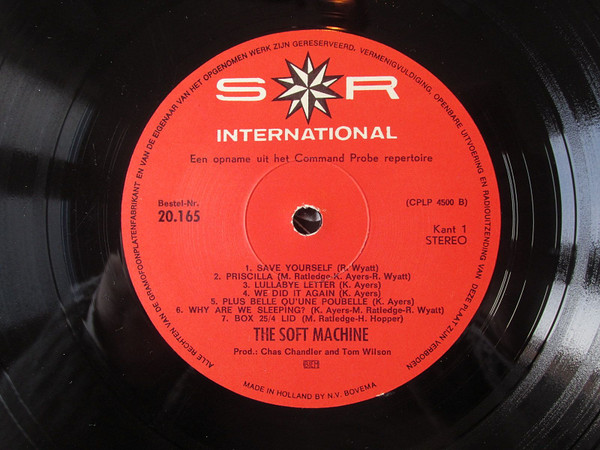 ALLE RECHTEN VAN DE GRAMOFOONPLATENFABRIKANT EN VAN DE EIGENAAR VAN HET OPGENOMEN WERK ZIJN GERESERVEERD. VERMENIGVULDIGING, OPENBARE UITVOERING EN RADIOUITZENDING VAN DEZE PLAAT ZIJN VERBODEN
S R
INTERNATIONAL
Een opname uit het Command Probe repertoire
Bestel-Nr.
20.165
(CPLP 4500 B)
Kant 1
STEREO
1. SAVE YOURSELF (R. Wyatt)
2. PRISCILLA (M. Ratledge-K. Ayers-R. Wyatt)
3. LULLABYE LETTER (K. Ayers)
4. WE DID IT AGAIN (K. Ayers)
5. PLUS BELLE QU'UNE POUBELLE (K. Ayers)
6. WHY ARE WE SLEEPING? (K. Ayers-M. Ratledge-R. Wyatt)
7. BOX 25/4 LID (M. Ratledge-H. Hopper)
THE SOFT MACHINE
Prod.: Chas Chandler and Tom Wilson
MADE IN HOLLAND BY N.V. BOVEMA